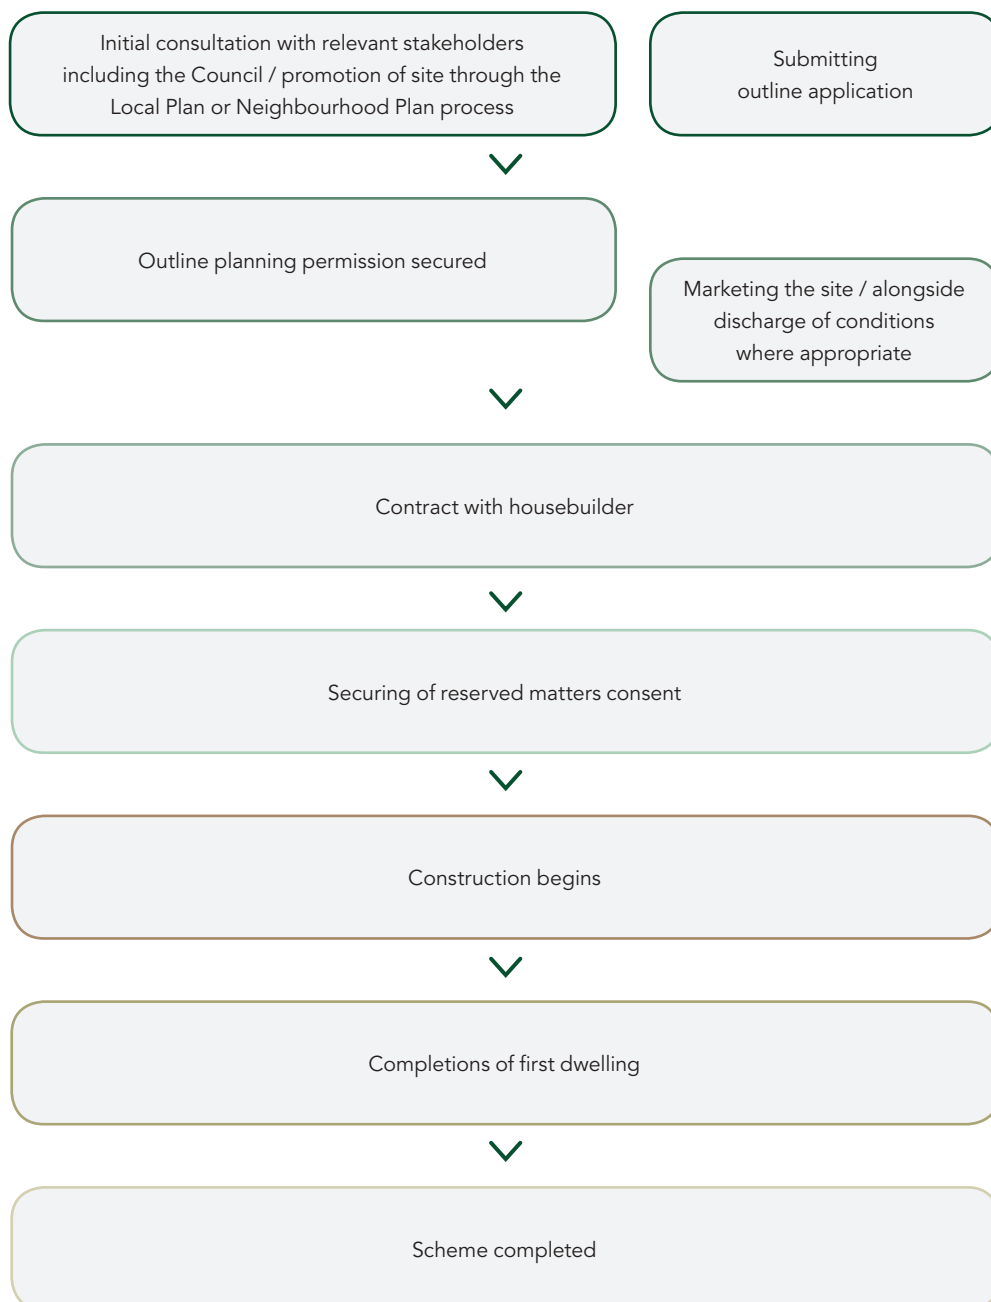 Initial consultation with relevant stakeholders
including the Council / promotion of site through the
Local Plan or Neighbourhood Plan process
Submitting
outline application
Outline planning permission secured
Marketing the site / alongside
discharge of conditions
where appropriate
Contract with housebuilder
Securing of reserved matters consent
Construction begins
Completions of first dwelling
Scheme completed